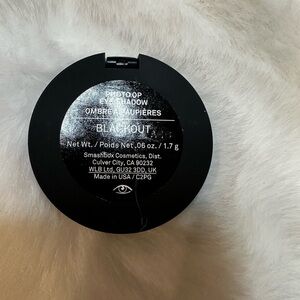 PHOTO OP
EYE SHADOW
OMBRE À PAUPIÈRES
BLACKOUT
Net Wt. / Poids Net .06 oz. / 1.7 g
Smashbox Cosmetics, Dist.
Culver City, CA 90232
WLB Ltd, GU32 3DD, UK
Made in USA / C2PG